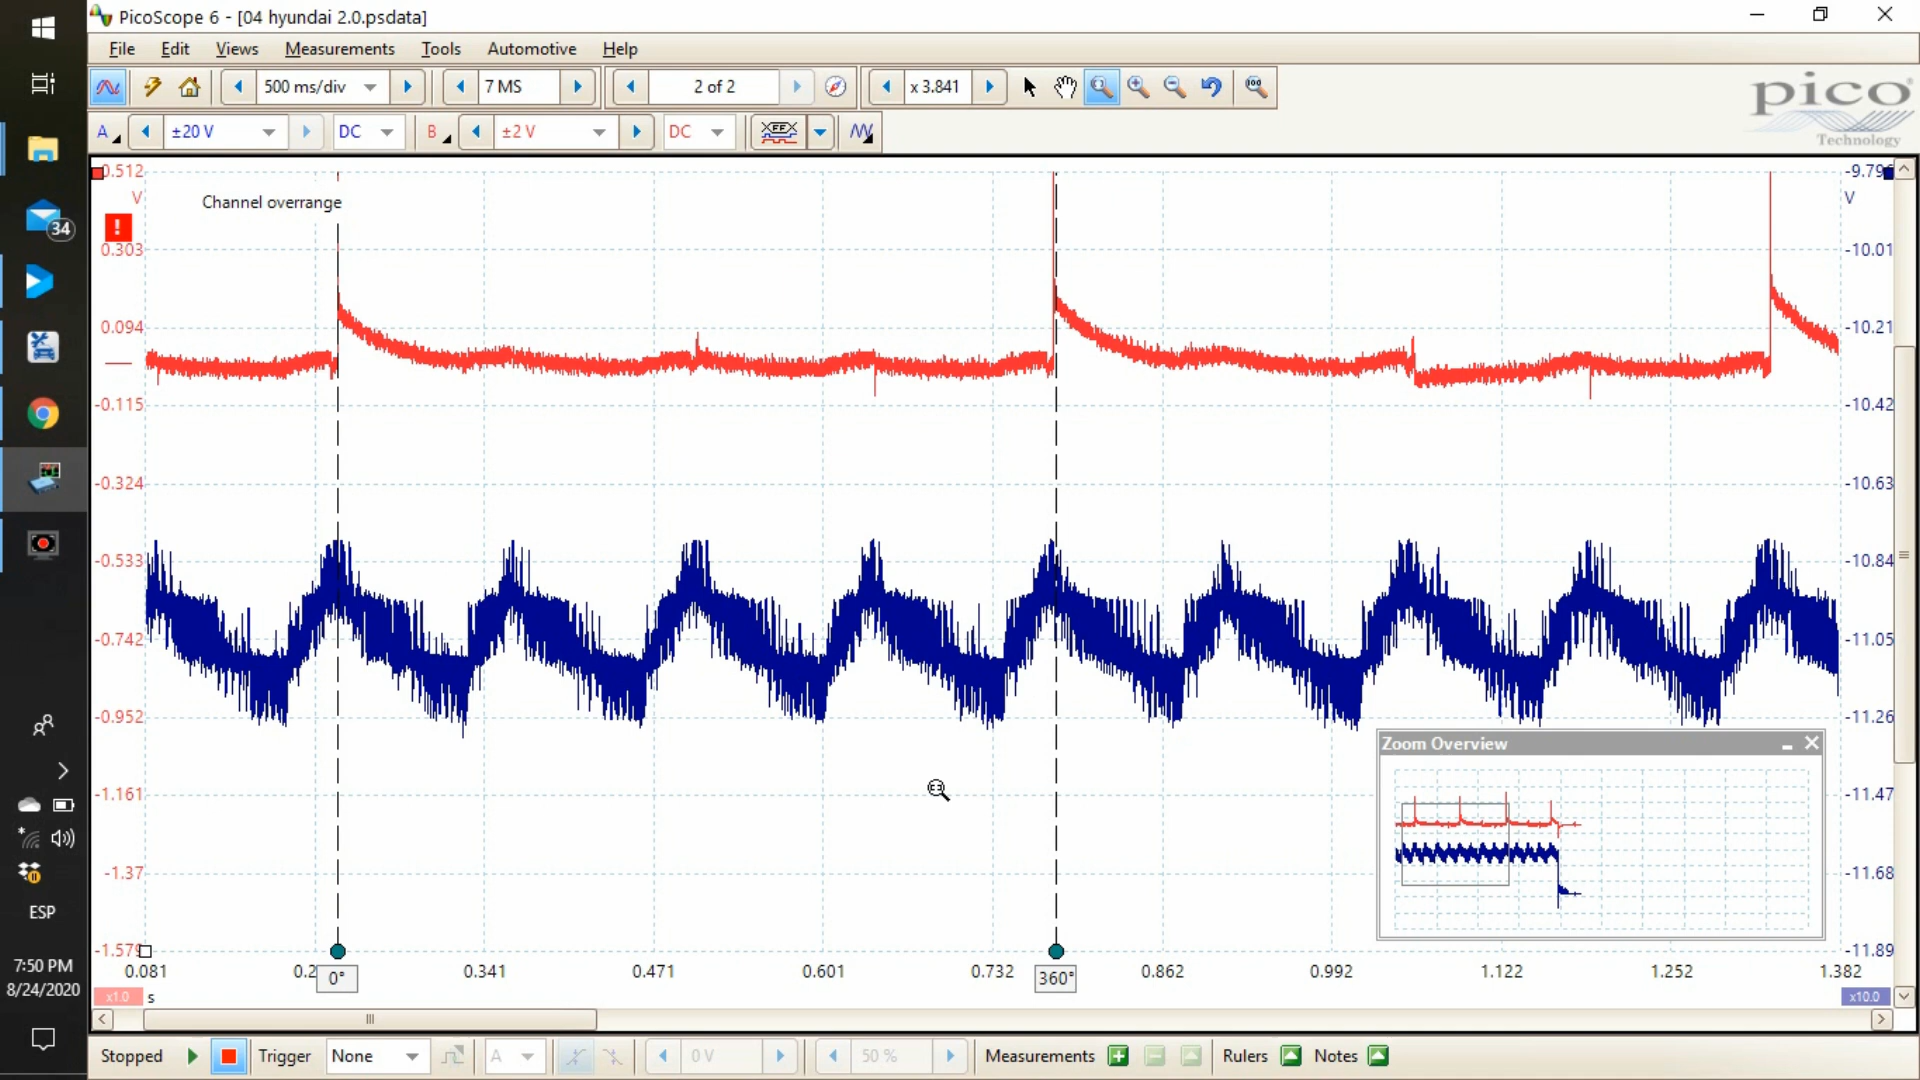 PicoScope 6 - [04 hyundai 2.0.psdata]
File Edit Views Measurements Tools Automotive Help
500 ms/div 7 MS 2 of 2 x 3.841
pico
Technology
A ±20 V DC B ±2 V DC
34
0.512 -9.796
V V
Channel overrange
!
0.303 -10.01
0.094 -10.21
-0.115 -10.42
-0.324 -10.63
-0.533 -10.84
-0.742 -11.05
-0.952 -11.26
Zoom Overview
-1.161 -11.47
-1.37 -11.68
-1.579 -11.89
0.081 0.2 0° 0.341 0.471 0.601 0.732 360° 0.862 0.992 1.122 1.252 1.382
x1.0 s x10.0
ESP
7:50 PM
8/24/2020
Stopped Trigger None A 0 V 50 % Measurements Rulers Notes